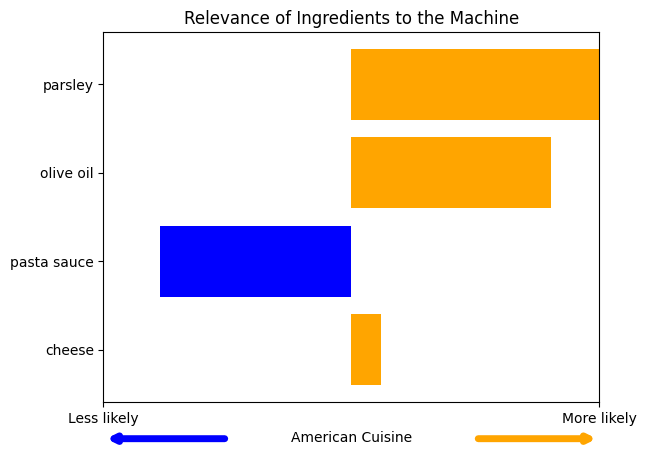 Relevance of Ingredients to the Machine
parsley
olive oil
pasta sauce
cheese
Less likely
More likely
American Cuisine